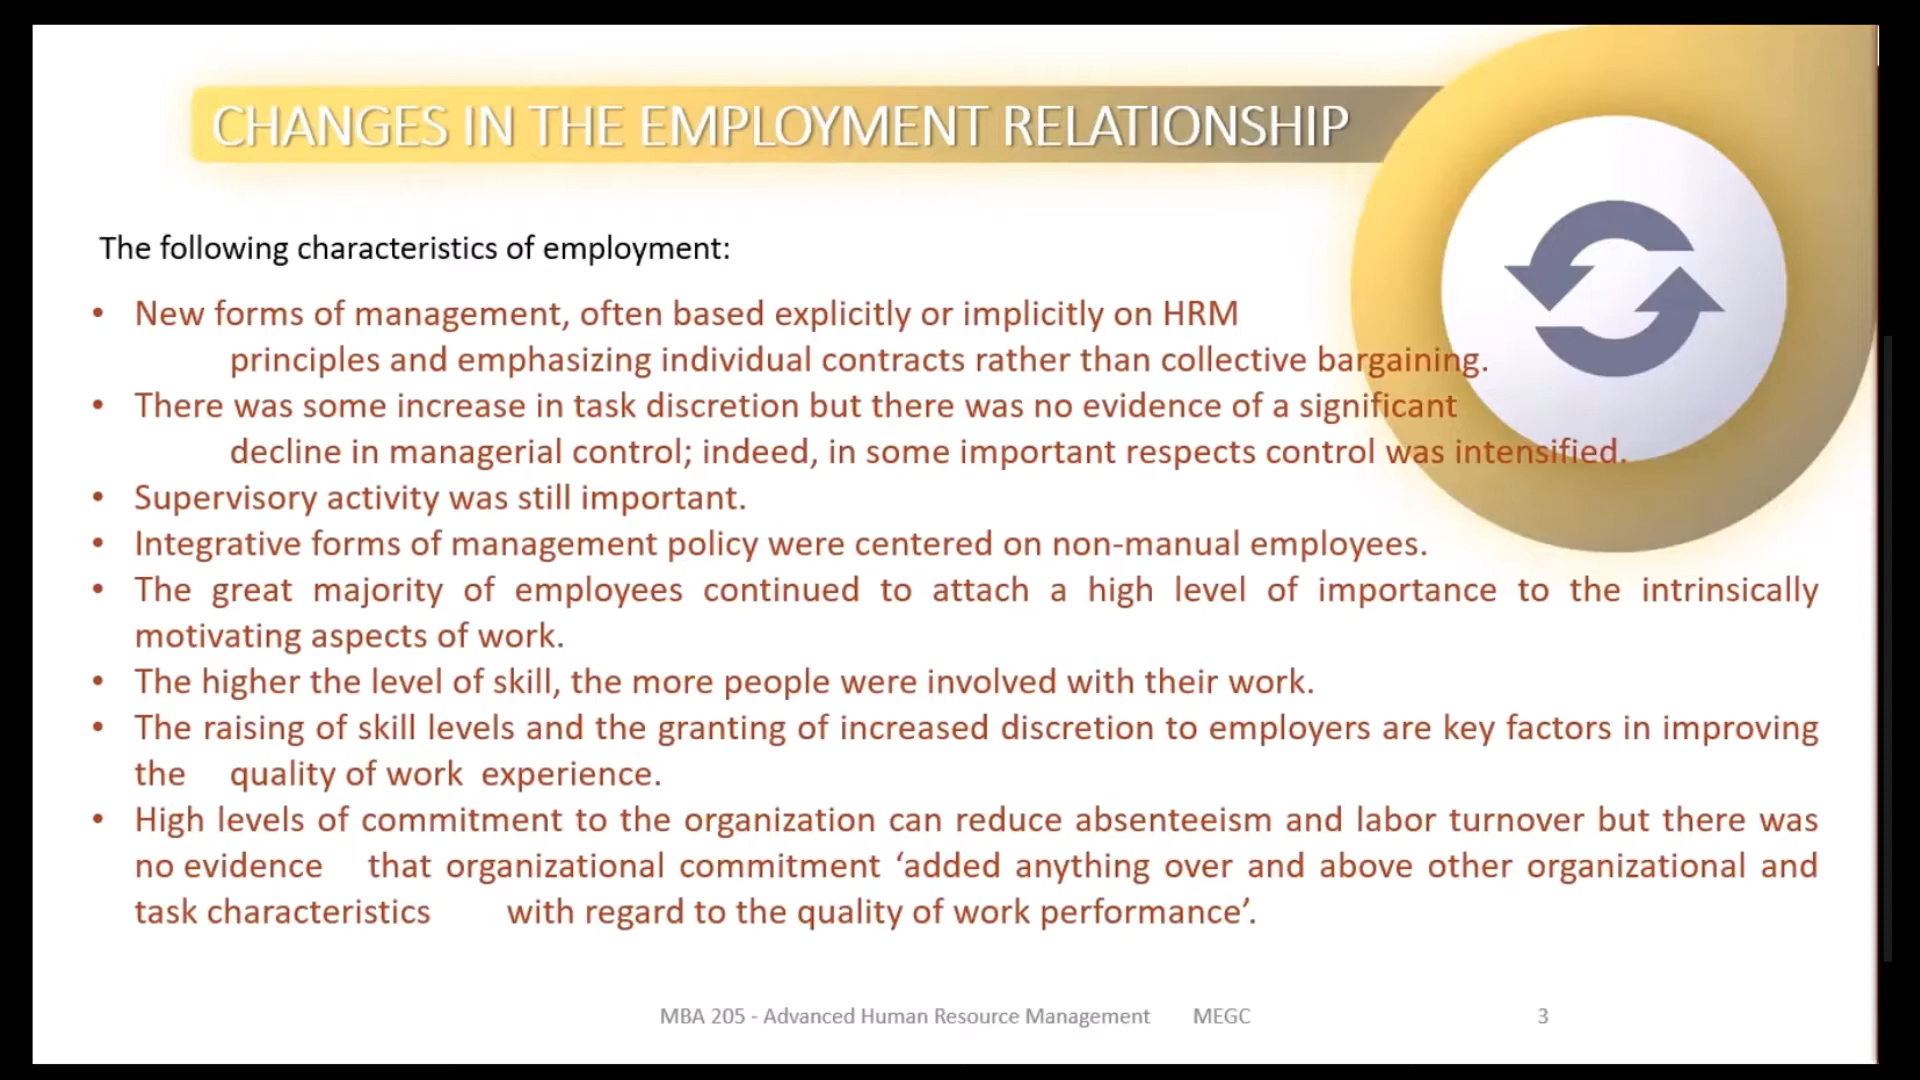 CHANGES IN THE EMPLOYMENT RELATIONSHIP
The following characteristics of employment:
• New forms of management, often based explicitly or implicitly on HRM
principles and emphasizing individual contracts rather than collective bargaining.
• There was some increase in task discretion but there was no evidence of a significant
decline in managerial control; indeed, in some important respects control was intensified.
• Supervisory activity was still important.
• Integrative forms of management policy were centered on non-manual employees.
• The great majority of employees continued to attach a high level of importance to the intrinsically
motivating aspects of work.
• The higher the level of skill, the more people were involved with their work.
• The raising of skill levels and the granting of increased discretion to employers are key factors in improving
the quality of work experience.
• High levels of commitment to the organization can reduce absenteeism and labor turnover but there was
no evidence that organizational commitment ‘added anything over and above other organizational and
task characteristics with regard to the quality of work performance’.
MBA 205 - Advanced Human Resource Management MEGC 3